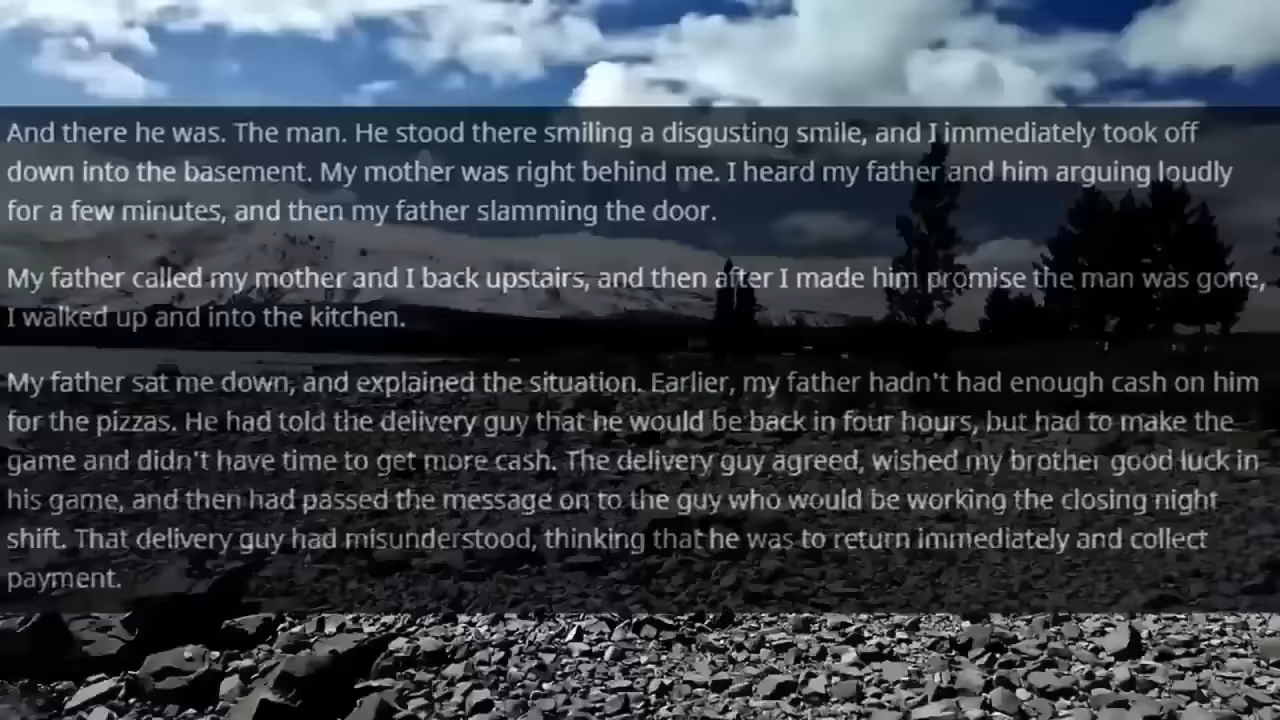 And there he was. The man. He stood there smiling a disgusting smile, and I immediately took off
down into the basement. My mother was right behind me. I heard my father and him arguing loudly
for a few minutes, and then my father slamming the door.
My father called my mother and I back upstairs, and then after I made him promise the man was gone,
I walked up and into the kitchen.
My father sat me down, and explained the situation. Earlier, my father hadn't had enough cash on him
for the pizzas. He had told the delivery guy that he would be back in four hours, but had to make the
game and didn't have time to get more cash. The delivery guy agreed, wished my brother good luck in
his game, and then had passed the message on to the guy who would be working the closing night
shift. That delivery guy had misunderstood, thinking that he was to return immediately and collect
payment.